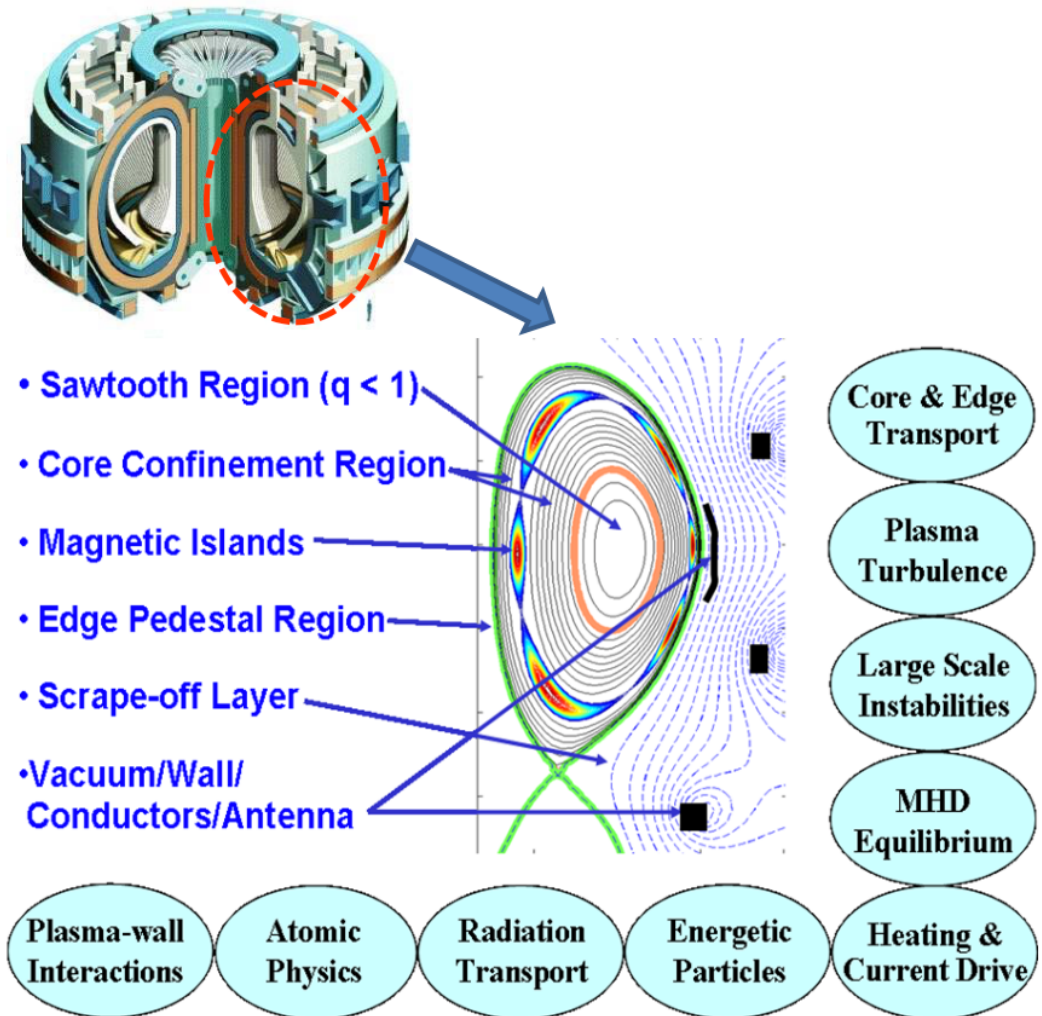 • Sawtooth Region (q < 1)
• Core Confinement Region
• Magnetic Islands
• Edge Pedestal Region
• Scrape-off Layer
•Vacuum/Wall/
Conductors/Antenna
Core & Edge
Transport
Plasma
Turbulence
Large Scale
Instabilities
MHD
Equilibrium
Plasma-wall
Interactions
Atomic
Physics
Radiation
Transport
Energetic
Particles
Heating &
Current Drive